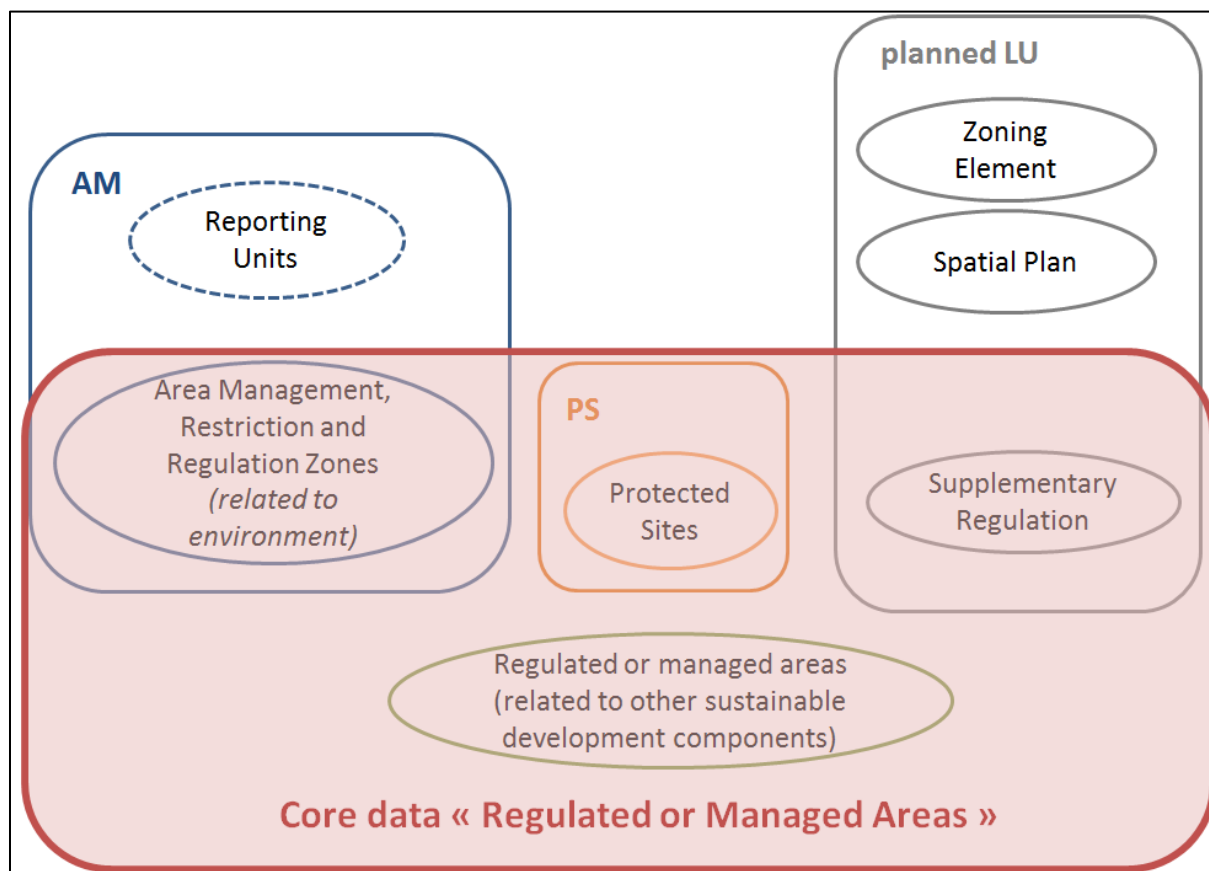 planned LU
Zoning
Element
Spatial Plan
AM
Reporting
Units
Area Management,
Restriction and
Regulation Zones
(related to
environment)
PS
Protected
Sites
Supplementary
Regulation
Regulated or managed areas
(related to other sustainable
development components)
Core data « Regulated or Managed Areas »